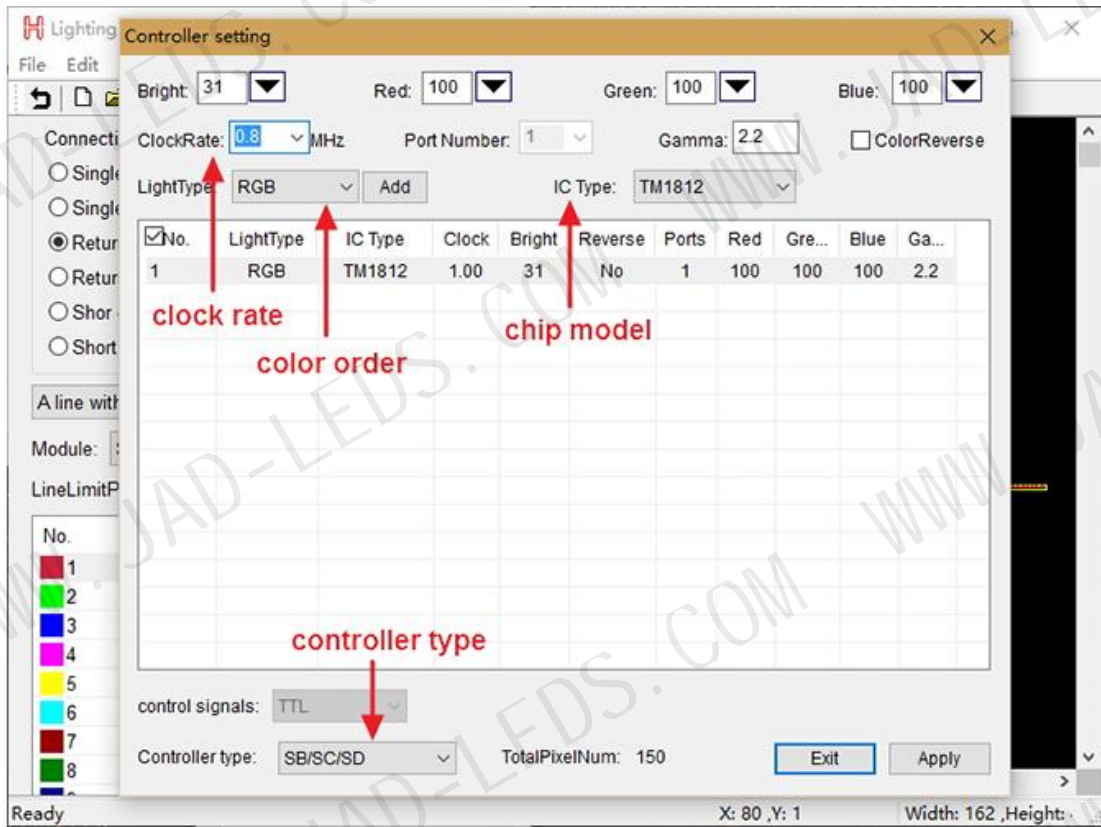 Lighting
Controller setting
File Edit
Bright: 31 Red: 100 Green: 100 Blue: 100
Connecti
ClockRate: 0.8 MHz Port Number: 1 Gamma: 2.2 ColorReverse
Single
LightType: RGB Add IC Type: TM1812
Single
No. LightType IC Type Clock Bright Reverse Ports Red Gre... Blue Ga...
Retur
1 RGB TM1812 1.00 31 No 1 100 100 100 2.2
Retur
clock rate
Shor
chip model
Short
color order
A line with
Module:
LineLimitP
No.
1
2
3
controller type
4
5
control signals: TTL
6
7
Controller type: SB/SC/SD TotalPixelNum: 150 Exit Apply
8
Ready X: 80 ,Y: 1 Width: 162 ,Height:
WWW.JAD-LEDS.COM